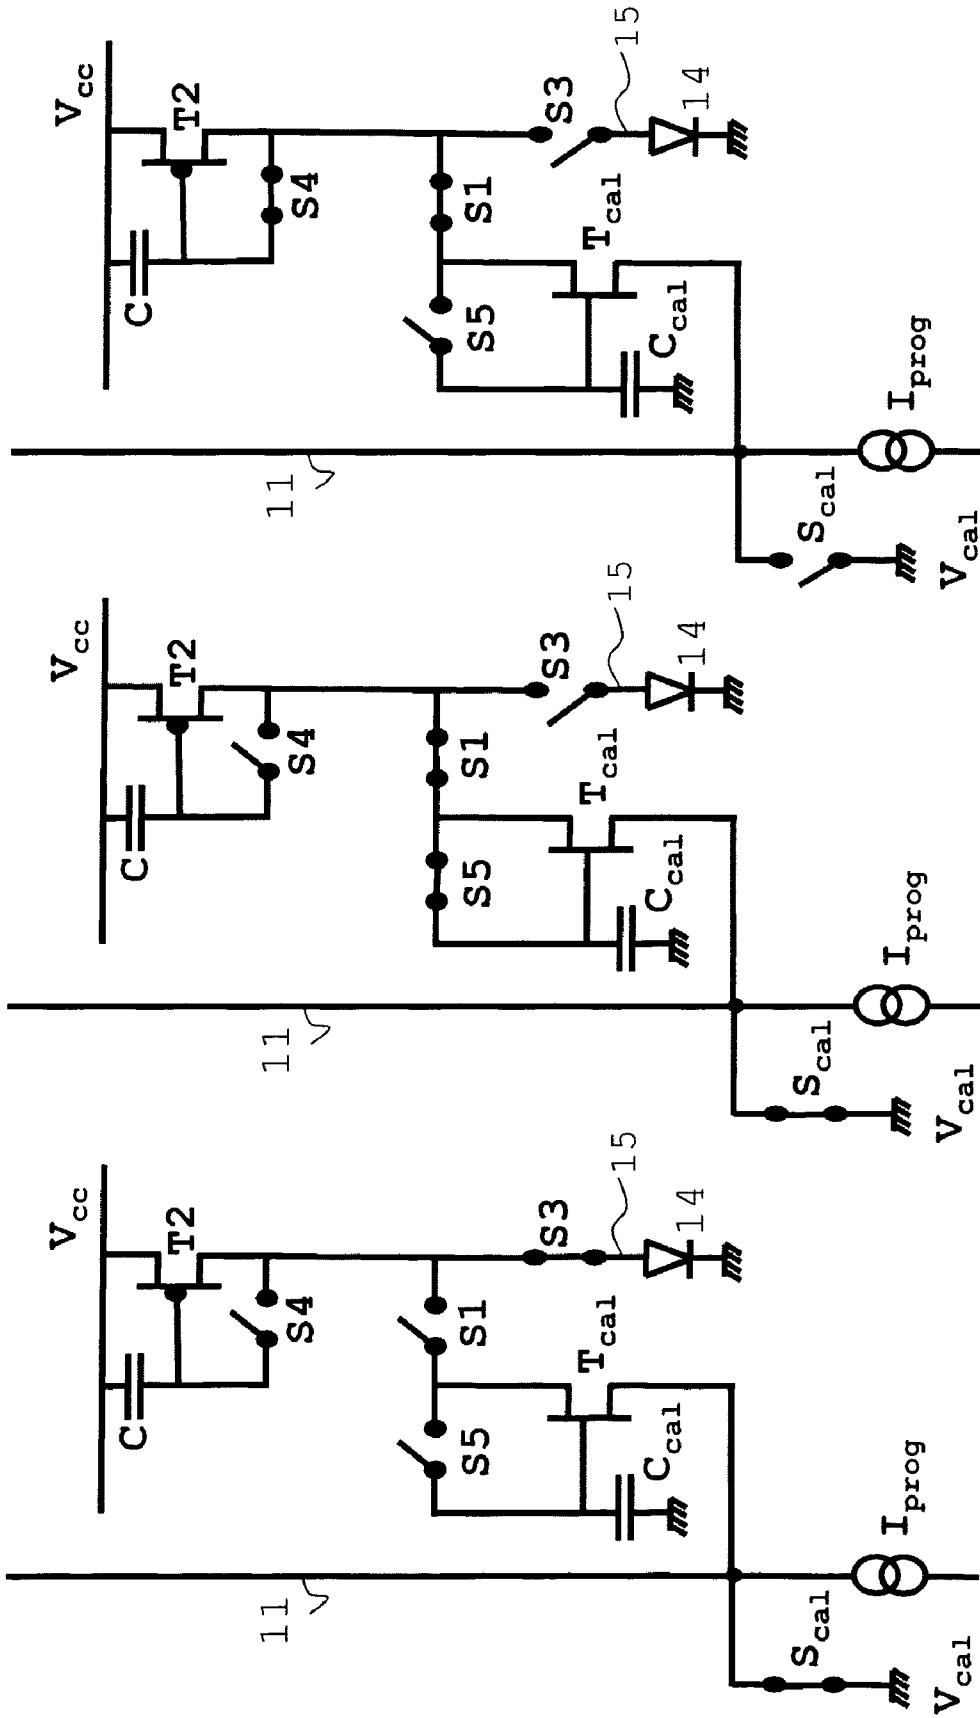 Vcc
T2
C
S4
S1
S5
S3
15
14
Tcal
Ccal
11
Iprog
Scal
Vcal
Vcc
T2
C
S4
S1
S5
S3
15
14
Tcal
Ccal
11
Iprog
Scal
Vcal
Vcc
T2
C
S4
S1
S5
S3
15
14
Tcal
Ccal
11
Iprog
Scal
Vcal